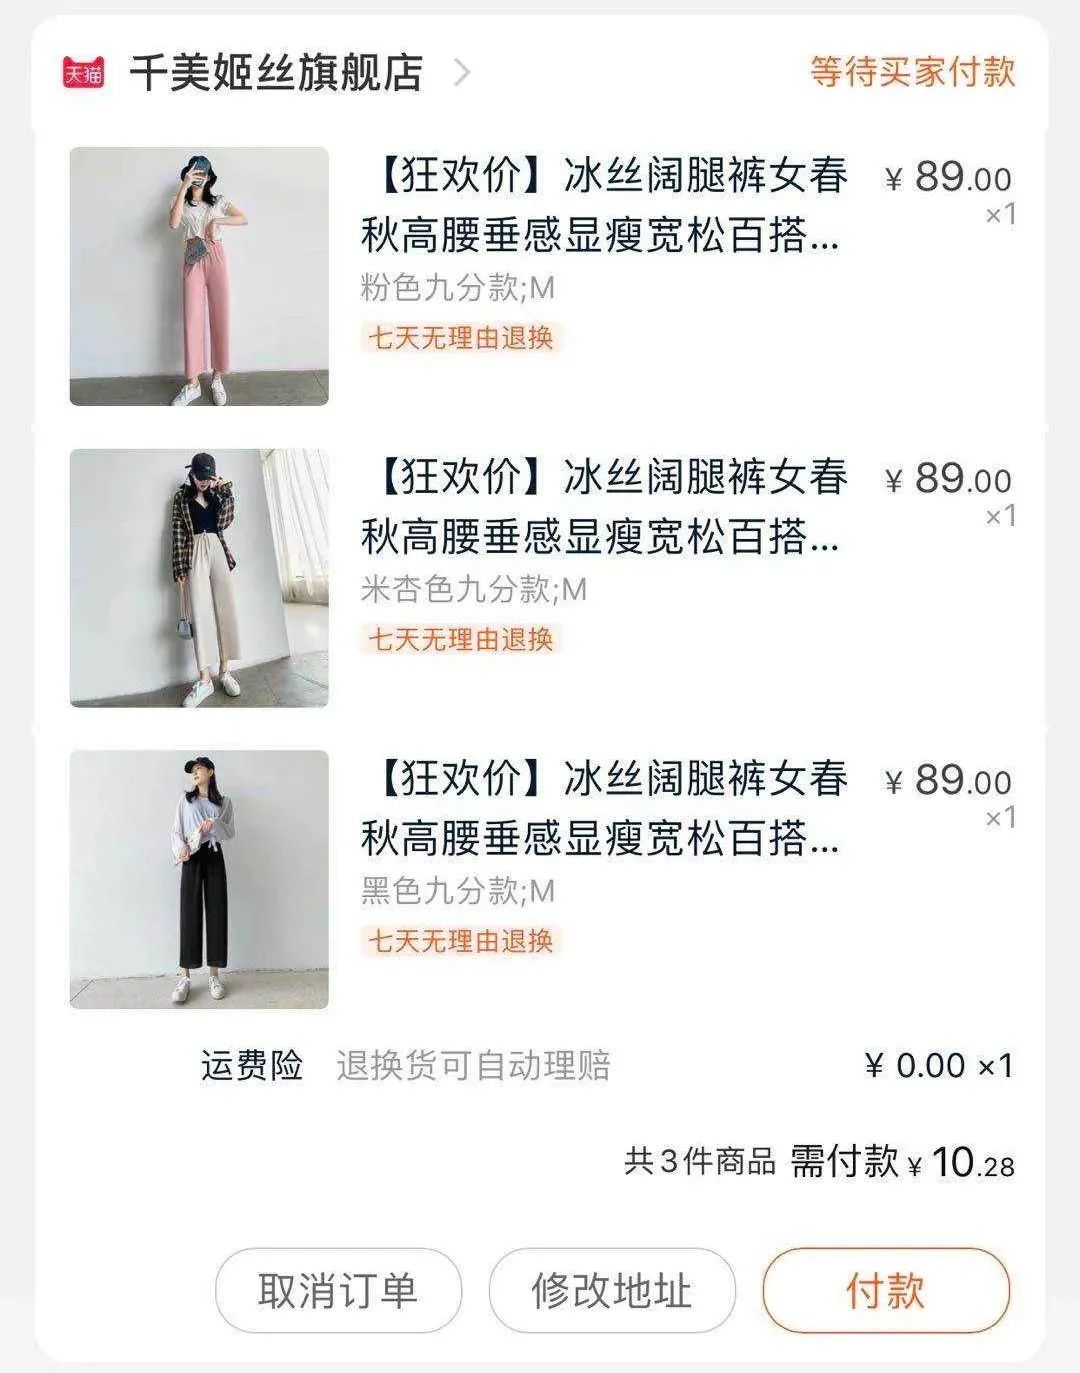 天猫 千美姬丝旗舰店 等待买家付款
【狂欢价】冰丝阔腿裤女春 ¥ 89.00
秋高腰垂感显瘦宽松百搭... ×1
粉色九分款;M
七天无理由退换
【狂欢价】冰丝阔腿裤女春 ¥ 89.00
秋高腰垂感显瘦宽松百搭... ×1
米杏色九分款;M
七天无理由退换
【狂欢价】冰丝阔腿裤女春 ¥ 89.00
秋高腰垂感显瘦宽松百搭... ×1
黑色九分款;M
七天无理由退换
运费险 退换货可自动理赔 ¥ 0.00 ×1
共3件商品 需付款 ¥ 10.28
取消订单 修改地址 付款